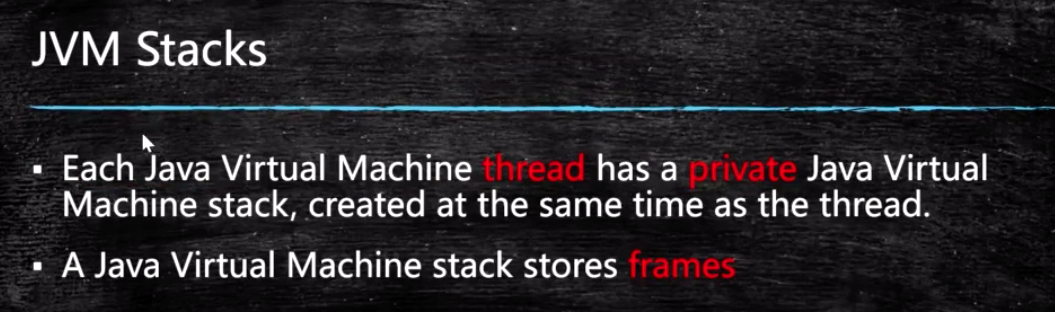 JVM Stacks
▪ Each Java Virtual Machine thread has a private Java Virtual
Machine stack, created at the same time as the thread.
▪ A Java Virtual Machine stack stores frames